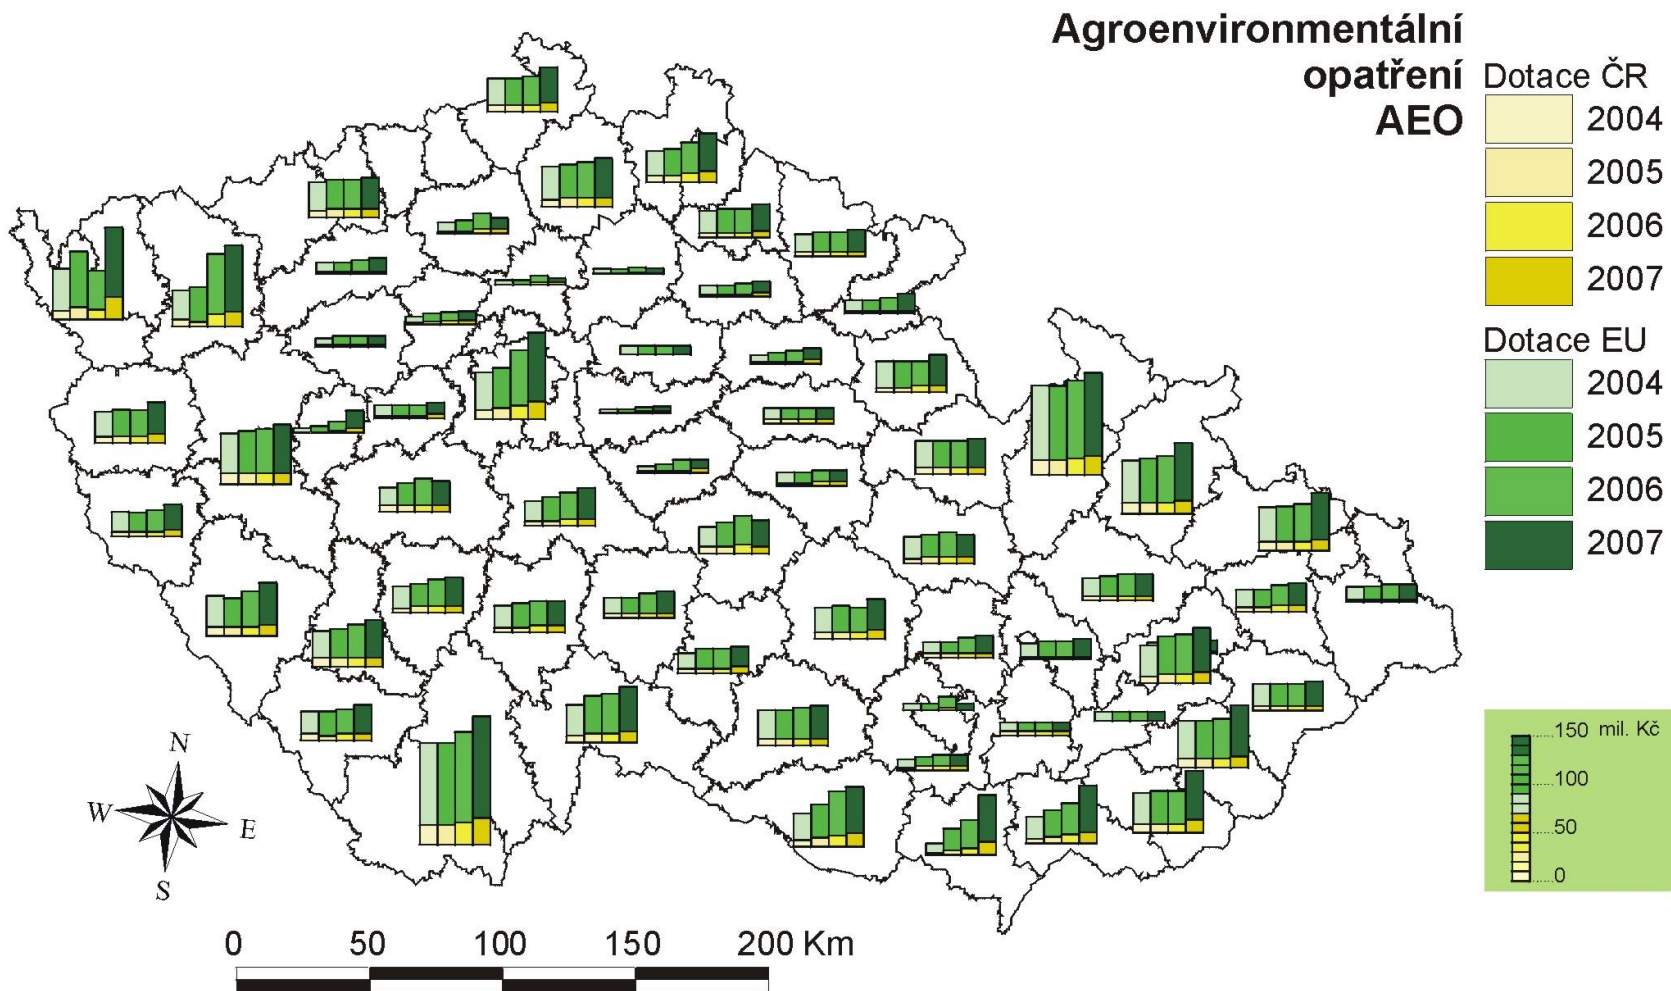 Agroenvironmentální
opatření
AEO
Dotace ČR
2004
2005
2006
2007
Dotace EU
2004
2005
2006
2007
150 mil. Kč
100
50
0
N
W
E
S
0 50 100 150 200 Km